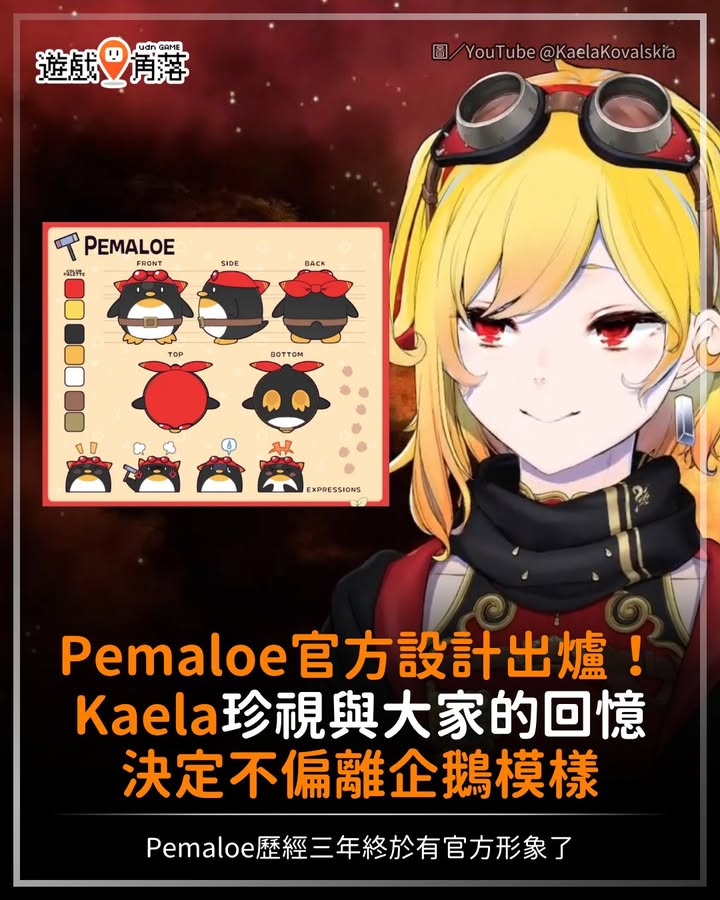 udn GAME
遊戲角落
圖／YouTube @KaelaKovalskia
PEMALOE
COLOR PALETTE
FRONT
SIDE
BACK
TOP
BOTTOM
EXPRESSIONS
Pemaloe官方設計出爐！
Kaela珍視與大家的回憶
決定不偏離企鵝模樣
Pemaloe歷經三年終於有官方形象了